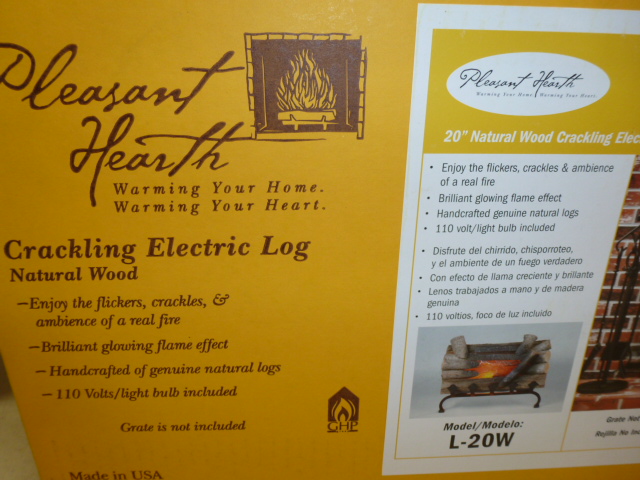 Pleasant
Hearth
Warming Your Home.
Warming Your Heart.
Crackling Electric Log
Natural Wood
–Enjoy the flickers, crackles, &
ambience of a real fire
–Brilliant glowing flame effect
– Handcrafted of genuine natural logs
– 110 Volts/light bulb included
Grate is not included
GHP
Made in USA
Pleasant Hearth
Warming Your Home. Warming Your Heart.
20" Natural Wood Crackling
• Enjoy the flickers, crackles & ambience
of a real fire
• Brilliant glowing flame effect
• Handcrafted genuine natural logs
• 110 volt/light bulb included
• Disfrute del chirrido, chisporroteo,
y el ambiente de un fuego verdadero
• Con efecto de llama creciente y brillante
• Lenos trabajados a mano y de madera
genuina
• 110 voltios, foco de luz incluido
Model/Modelo:
L-20W
Grate
Rejilla No